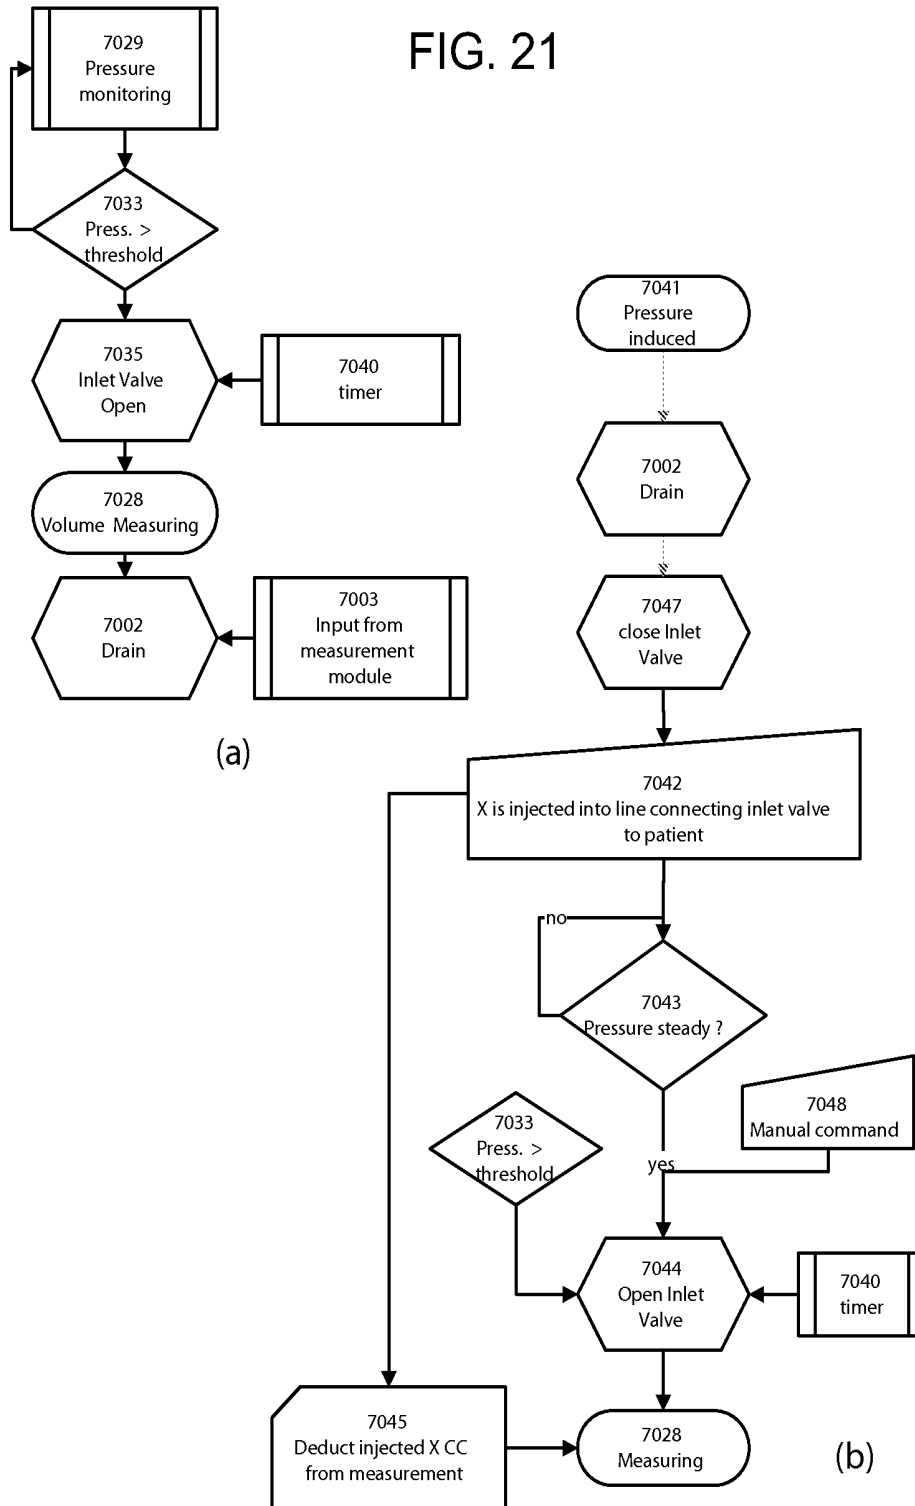 FIG. 21
7029
Pressure
monitoring
7033
Press. >
threshold
7035
Inlet Valve
Open
7040
timer
7028
Volume Measuring
7002
Drain
7003
Input from
measurement
module
(a)
7041
Pressure
induced
7002
Drain
7047
close Inlet
Valve
7042
X is injected into line connecting inlet valve
to patient
no
7043
Pressure steady ?
7048
Manual command
7033
Press. >
threshold
yes
7044
Open Inlet
Valve
7040
timer
7045
Deduct injected X CC
from measurement
7028
Measuring
(b)